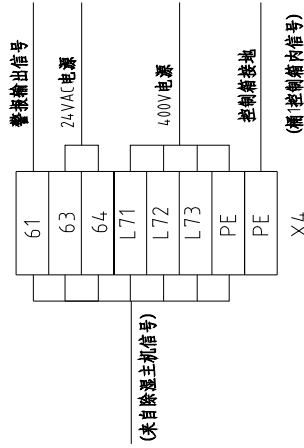 警报输出信号
24VAC电源
400V电源
控制箱接地
(桶1控制箱内信号)
61
63
64
L71
L72
L73
PE
PE
X4
(来自除湿主机信号)